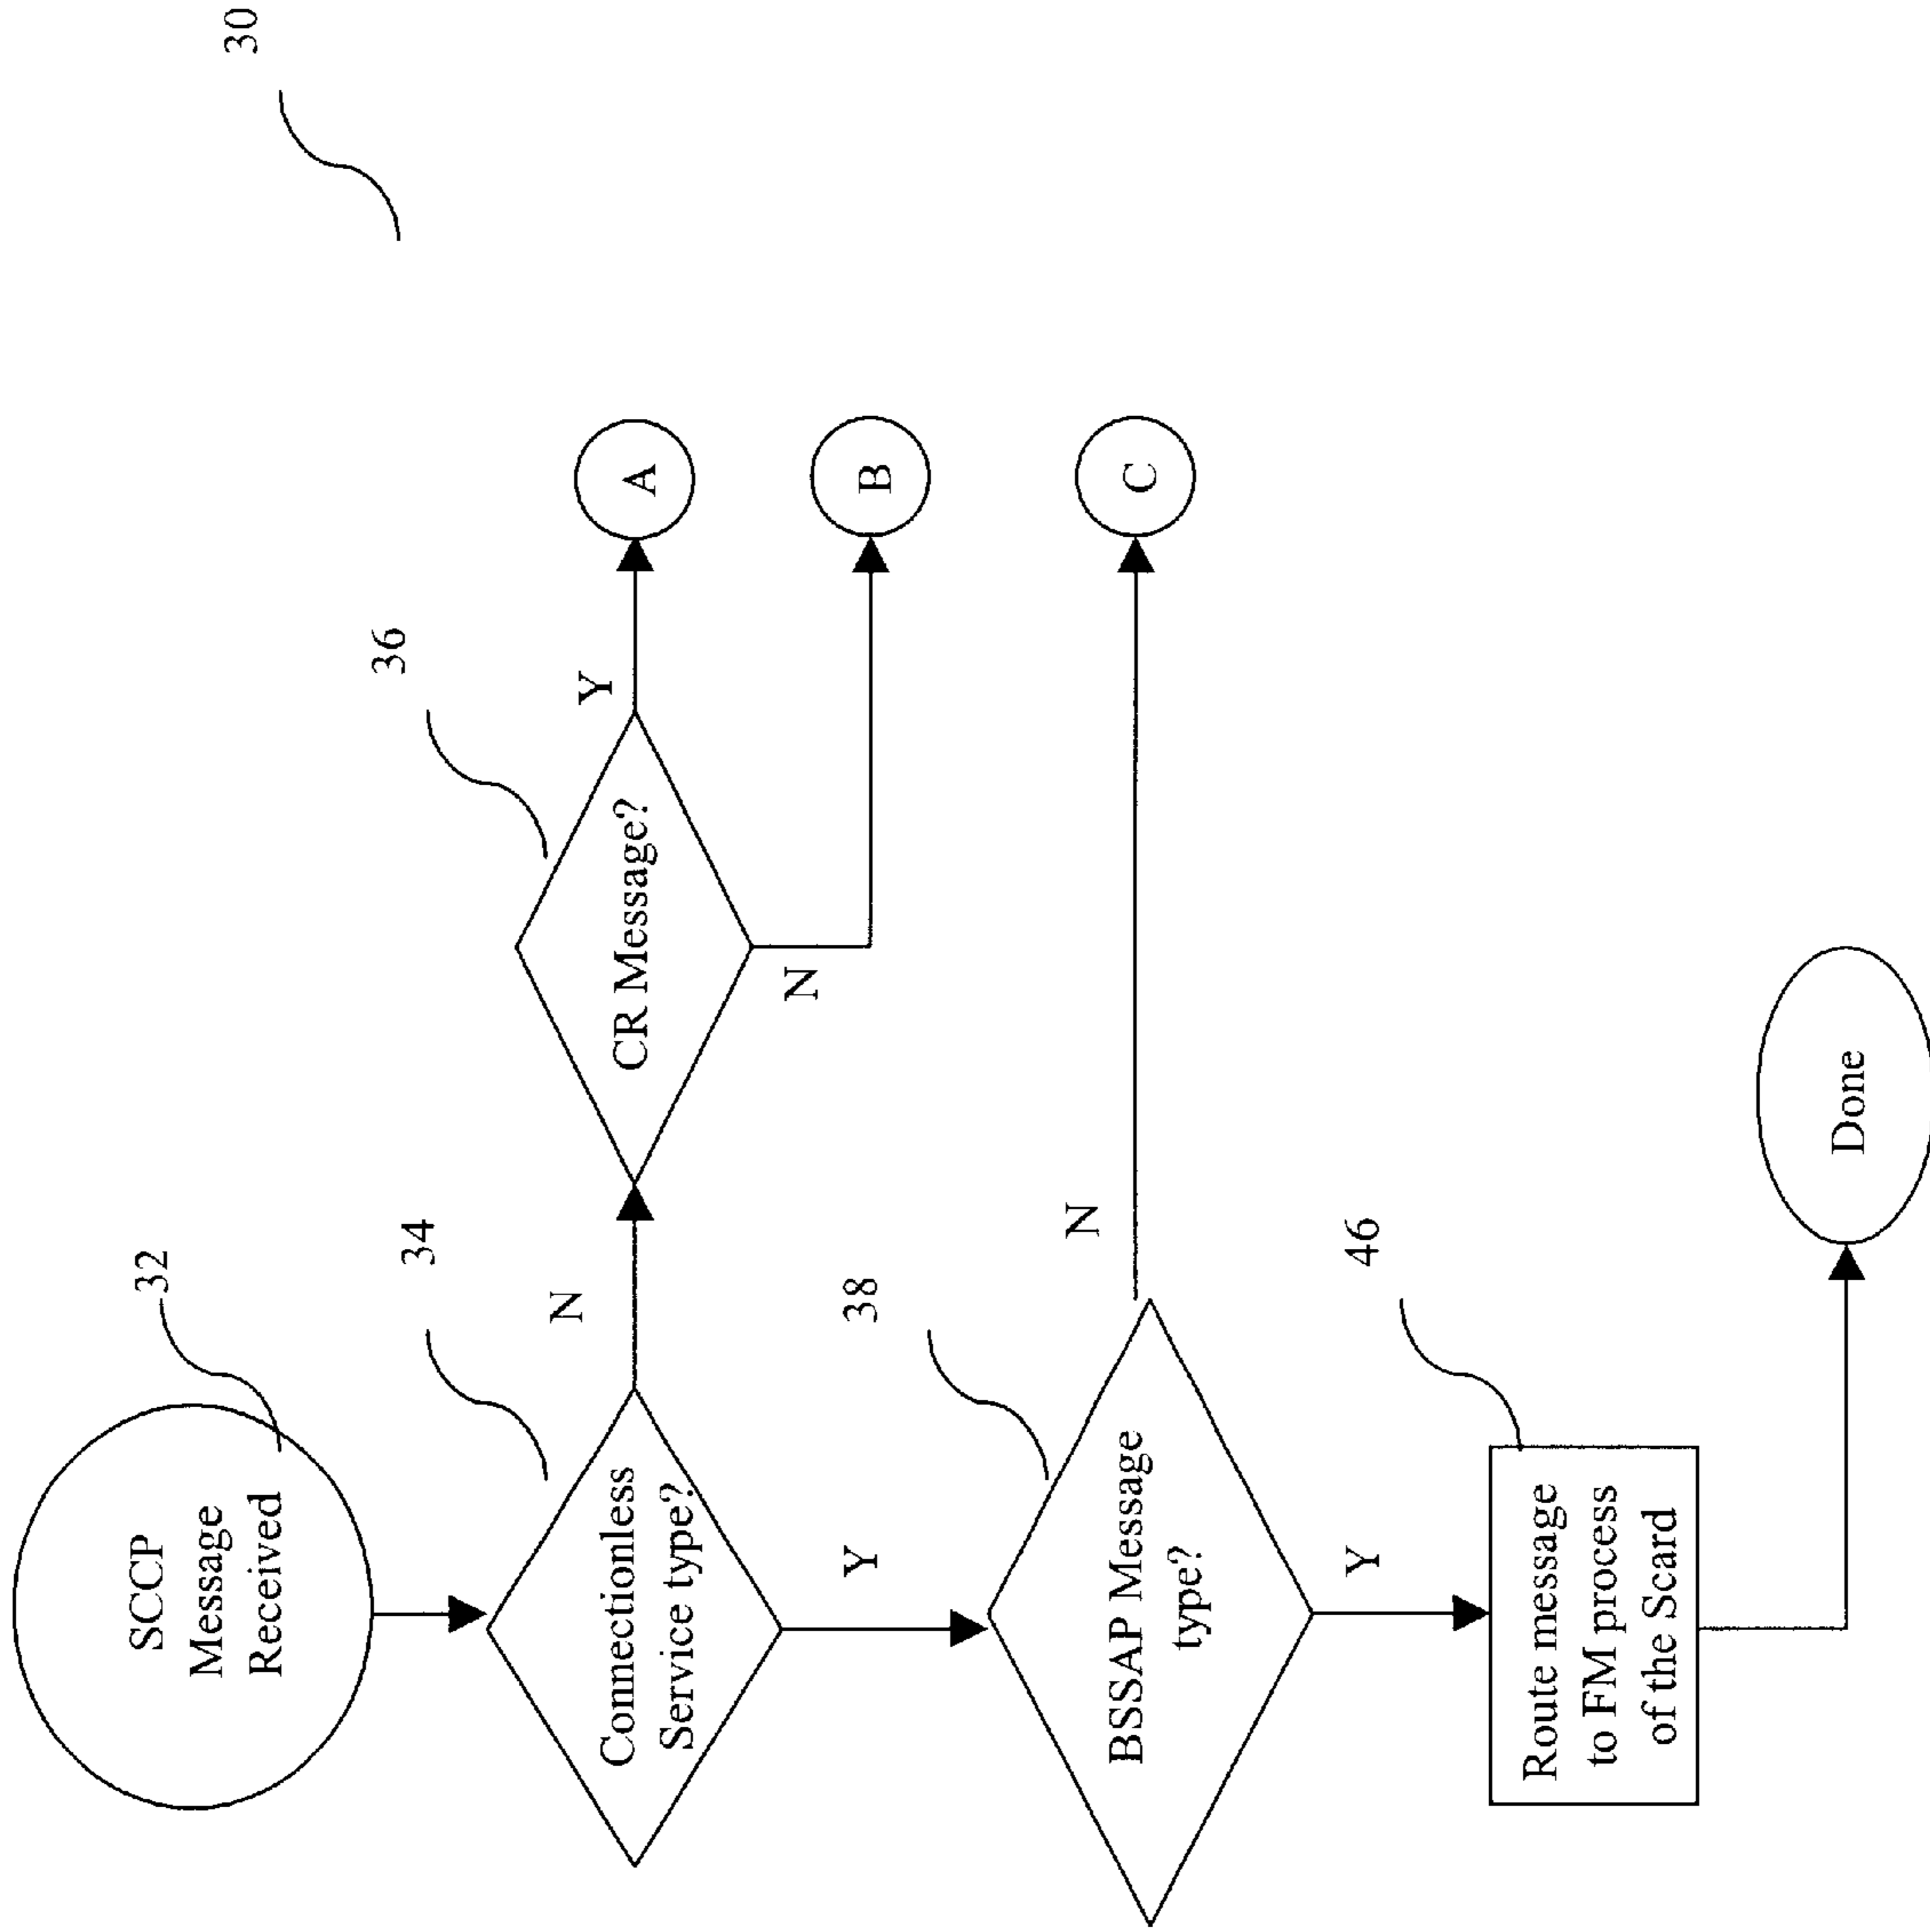 30
SCCP
Message
Received
32
Connectionless
Service type?
34
N
CR Message?
36
Y
A
N
B
Y
BSSAP Message
type?
38
N
C
Y
Route message
to FM process
of the Scard
46
Done